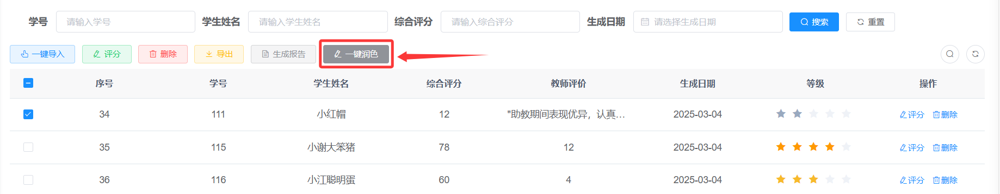 学号 请输入学号 学生姓名 请输入学生姓名 综合评分 请输入综合评分 生成日期 请选择生成日期 搜索 重置
一键导入 评分 删除 导出 生成报告 一键润色
序号 学号 学生姓名 综合评分 教师评价 生成日期 等级 操作
34 111 小红帽 12 "助教期间表现优异，认真... 2025-03-04 评分 删除
35 115 小谢大笨猪 78 12 2025-03-04 评分 删除
36 116 小江聪明蛋 60 4 2025-03-04 评分 删除